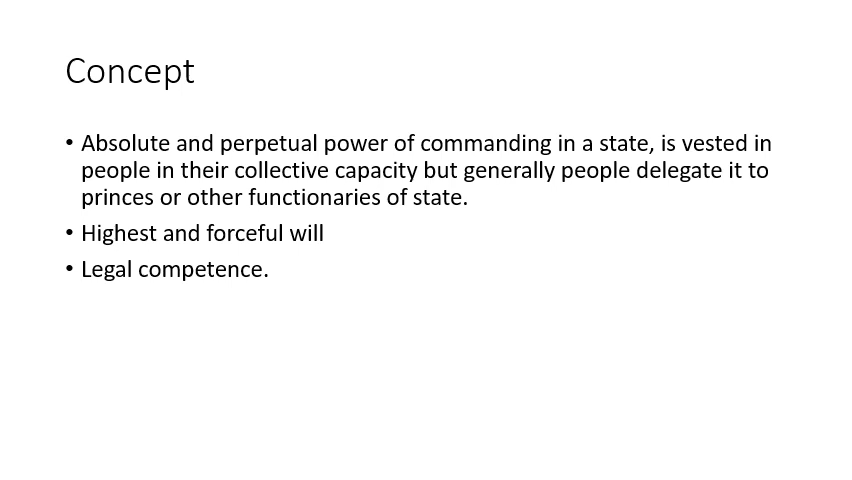 Concept
• Absolute and perpetual power of commanding in a state, is vested in
people in their collective capacity but generally people delegate it to
princes or other functionaries of state.
• Highest and forceful will
• Legal competence.